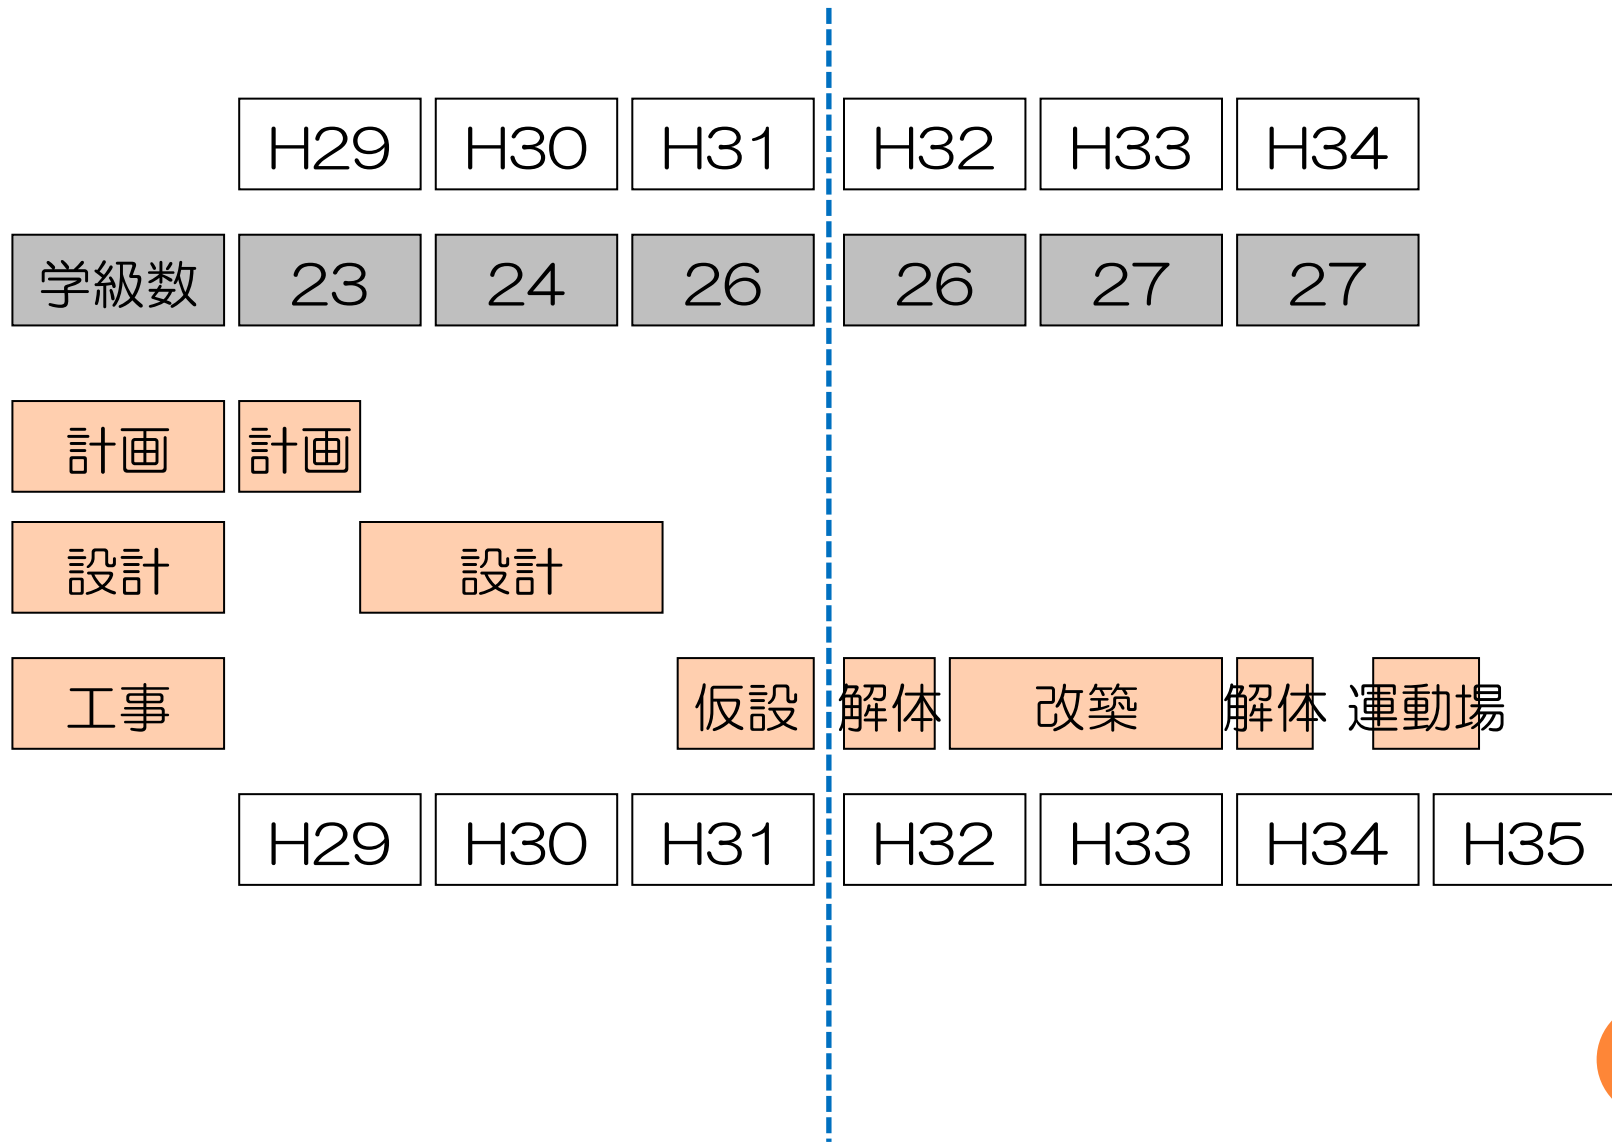 H29 H30 H31 H32 H33 H34
学級数 23 24 26 26 27 27
計画 計画
設計 設計
工事 仮設 解体 改築 解体 運動場
H29 H30 H31 H32 H33 H34 H35